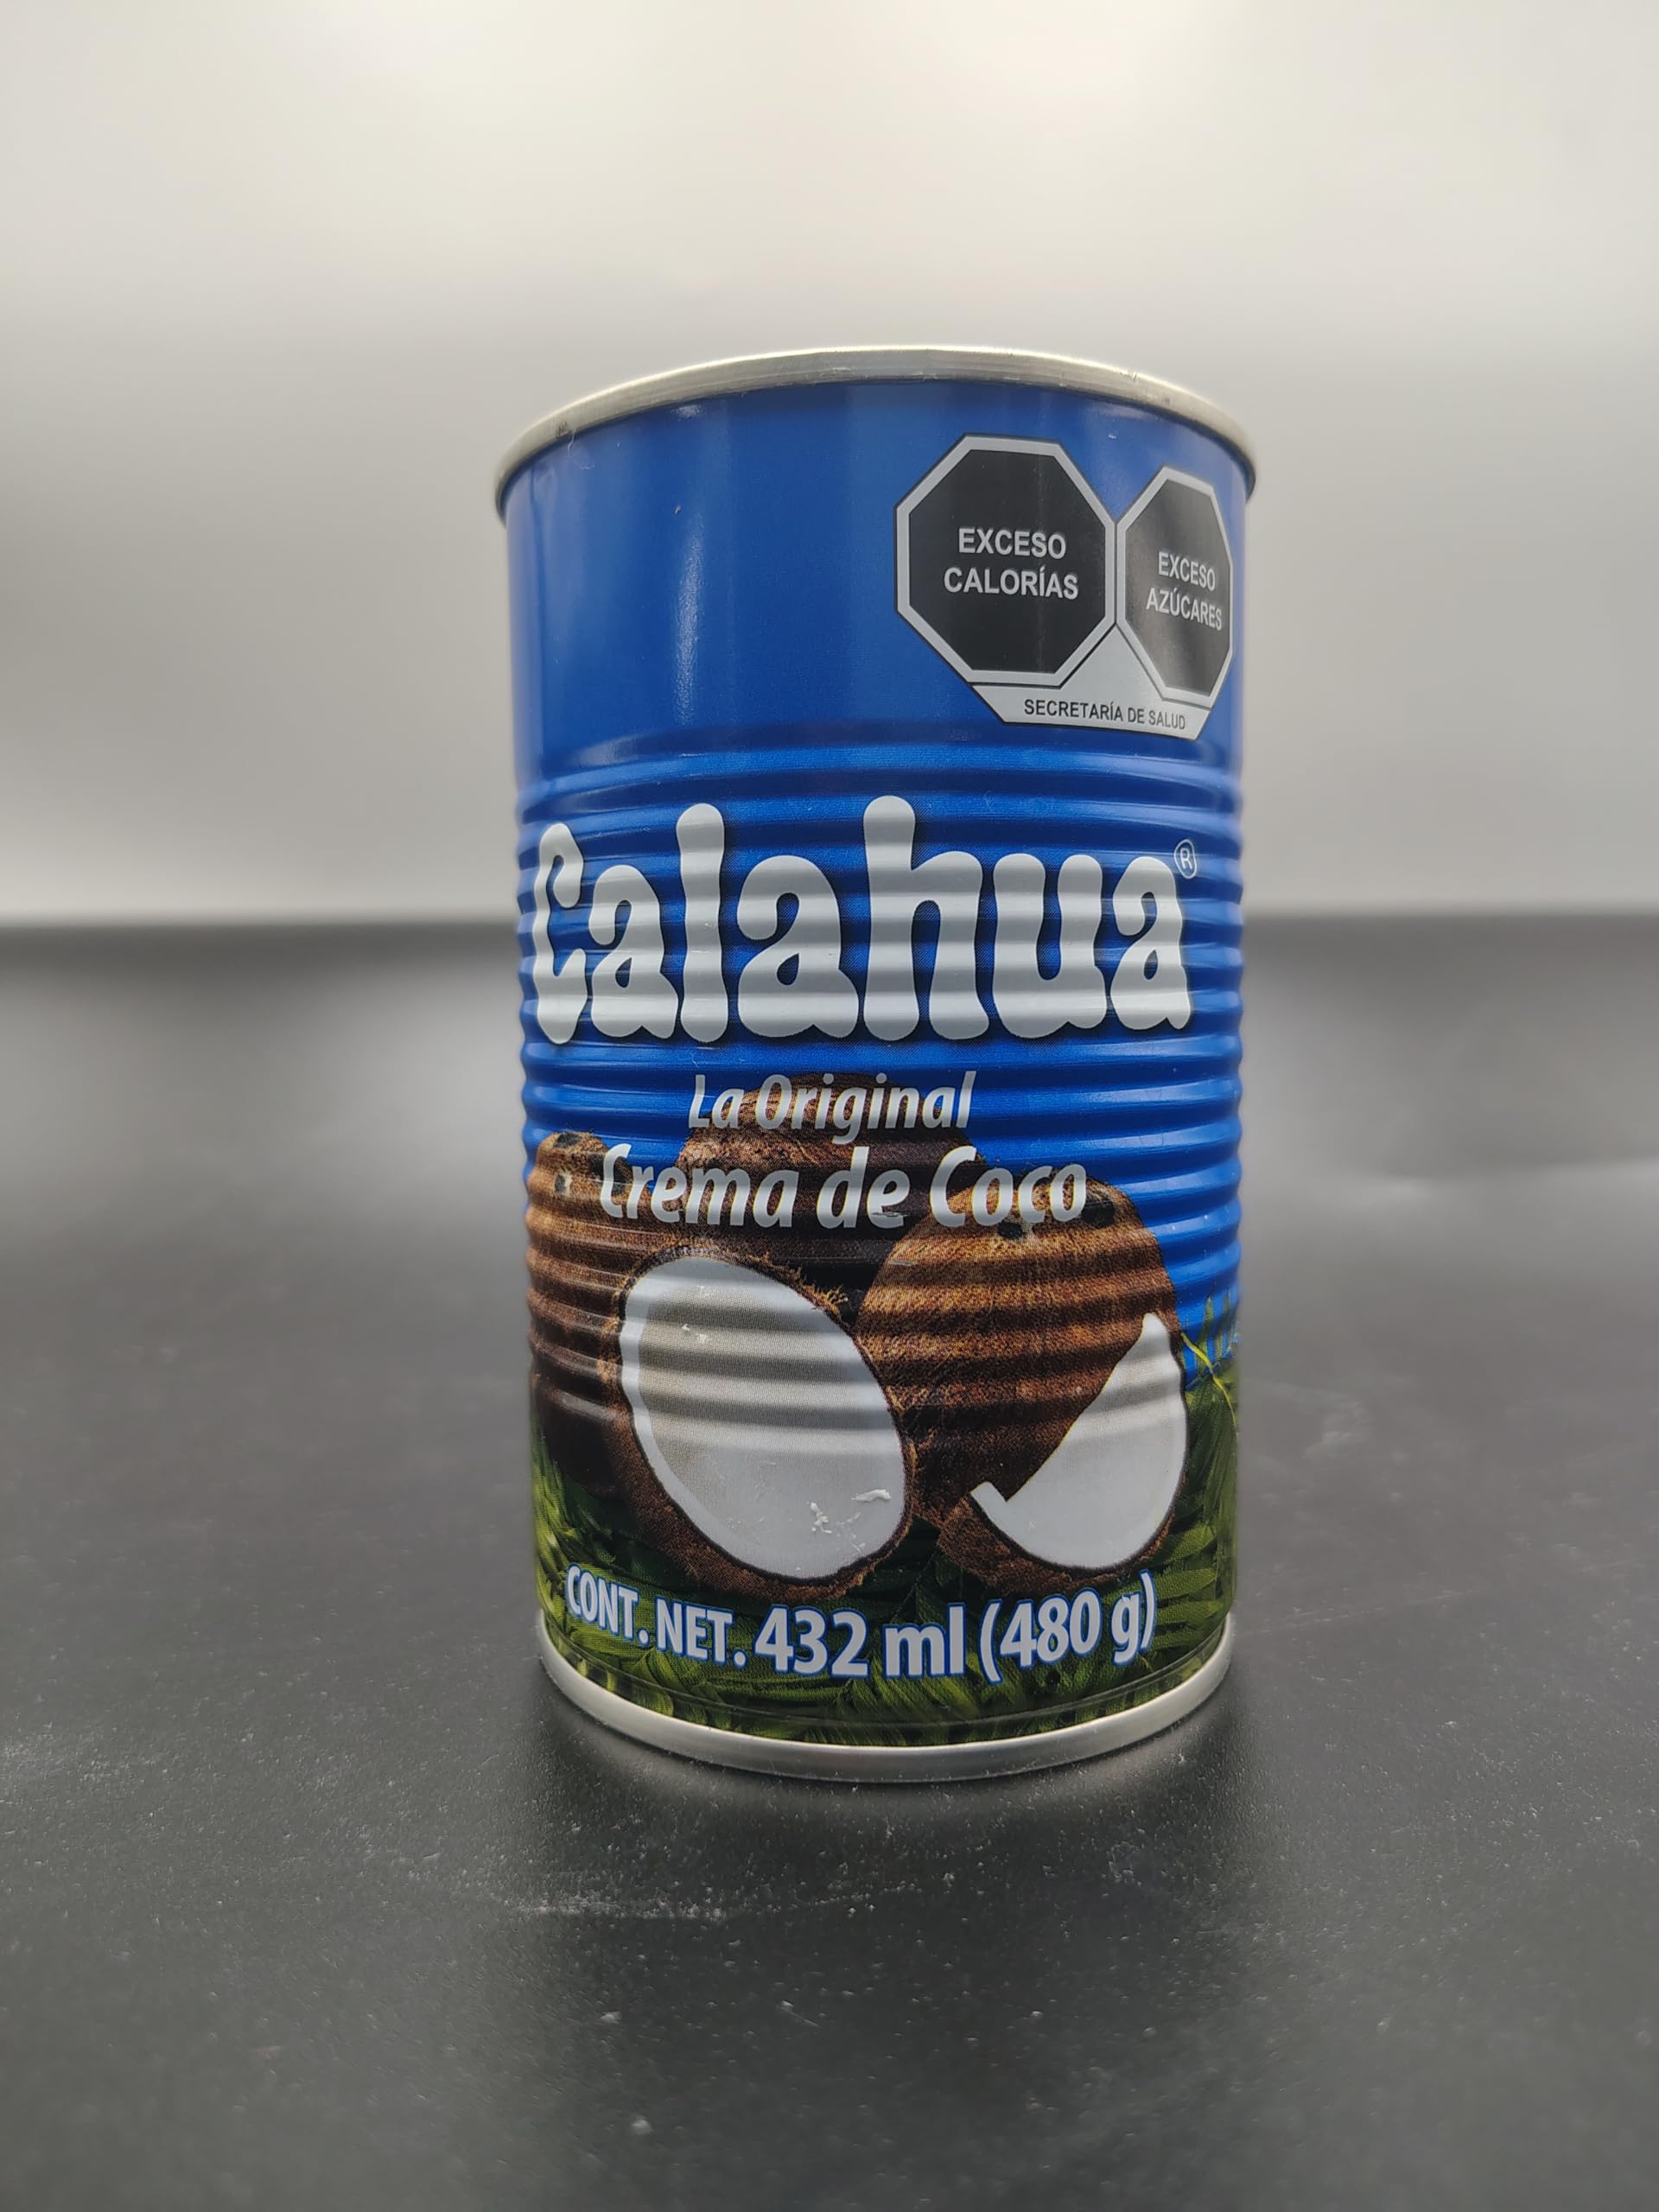 EXCESO
CALORÍAS
EXCESO
AZÚCARES
SECRETARÍA DE SALUD
Calahua®
La Original
Crema de Coco
CONT. NET. 432 ml (480 g)